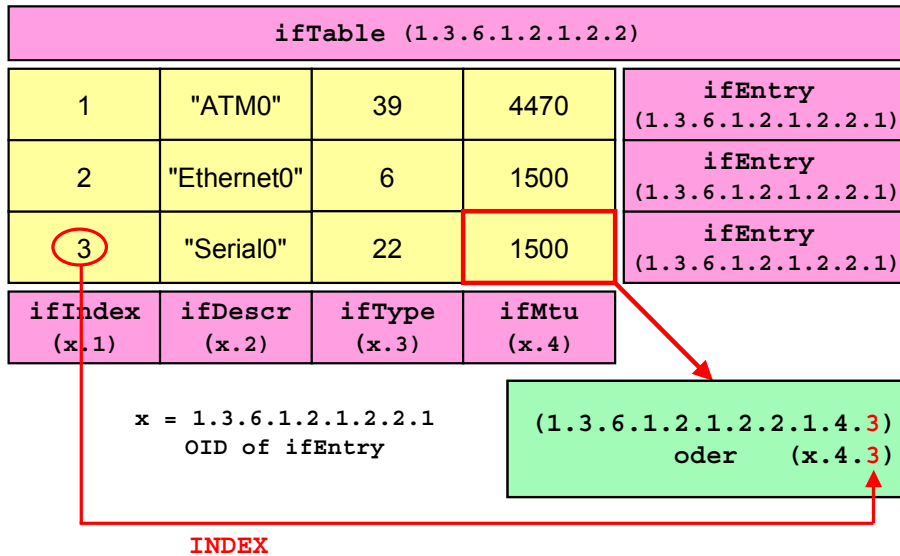 ifTable (1.3.6.1.2.1.2.2)
1 "ATM0" 39 4470 ifEntry
(1.3.6.1.2.1.2.2.1)
2 "Ethernet0" 6 1500 ifEntry
(1.3.6.1.2.1.2.2.1)
3 "Serial0" 22 1500 ifEntry
(1.3.6.1.2.1.2.2.1)
ifIndex ifDescr ifType ifMtu
(x.1) (x.2) (x.3) (x.4)
x = 1.3.6.1.2.1.2.2.1
OID of ifEntry
(1.3.6.1.2.1.2.2.1.4.3)
oder (x.4.3)
INDEX